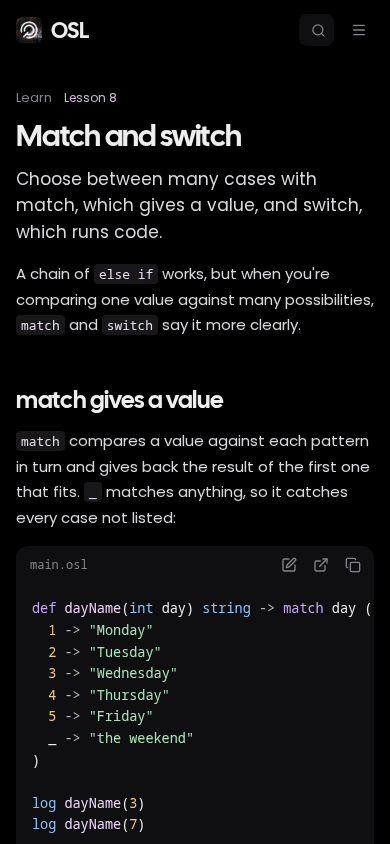 OSL
Learn Lesson 8
Match and switch
Choose between many cases with
match, which gives a value, and switch,
which runs code.
A chain of else if works, but when you're
comparing one value against many possibilities,
match and switch say it more clearly.
match gives a value
match compares a value against each pattern
in turn and gives back the result of the first one
that fits. _ matches anything, so it catches
every case not listed:
main.osl
def dayName(int day) string -> match day (
  1 -> "Monday"
  2 -> "Tuesday"
  3 -> "Wednesday"
  4 -> "Thursday"
  5 -> "Friday"
  _ -> "the weekend"
)
log dayName(3)
log dayName(7)